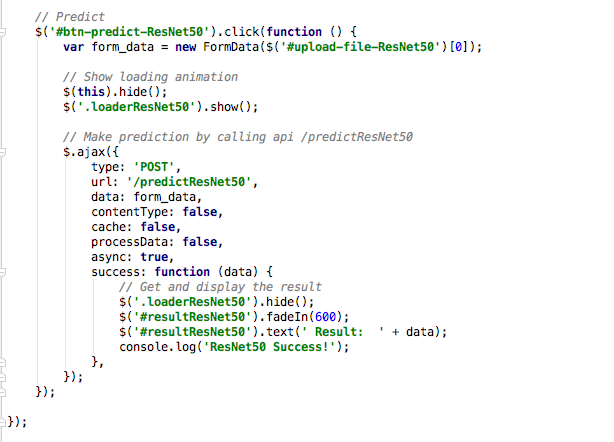 // Predict
$('#btn-predict-ResNet50').click(function () {
var form_data = new FormData($('#upload-file-ResNet50')[0]);
// Show loading animation
$(this).hide();
$('.loaderResNet50').show();
// Make prediction by calling api /predictResNet50
$.ajax({
type: 'POST',
url: '/predictResNet50',
data: form_data,
contentType: false,
cache: false,
processData: false,
async: true,
success: function (data) {
// Get and display the result
$('.loaderResNet50').hide();
$('#resultResNet50').fadeIn(600);
$('#resultResNet50').text(' Result:  ' + data);
console.log('ResNet50 Success!');
},
});
});
});